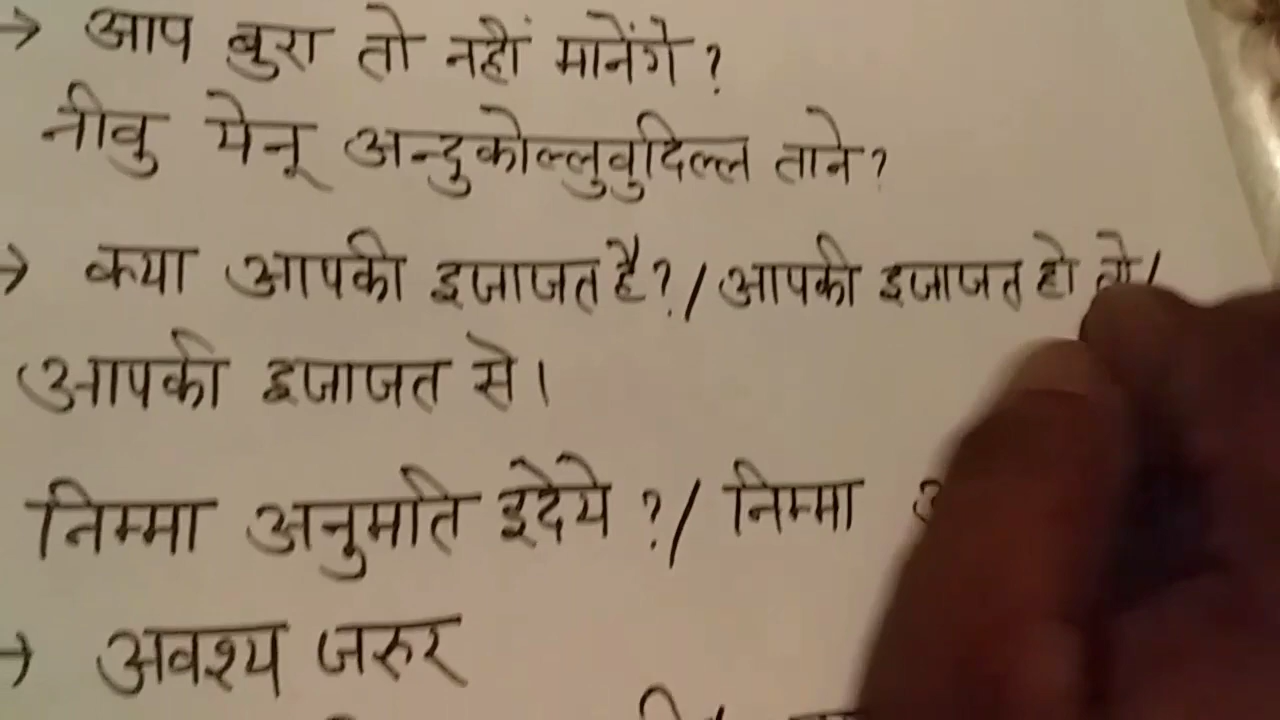 → आप बुरा तो नहीं मानेंगे ?
नीवु येनू अन्दुकोल्लुवुदिल्ल ताने ?
→ क्या आपकी इजाजत है ? / आपकी इजाजत हो तो /
आपकी इजाजत से ।
निम्मा अनुमति इदेये ? / निम्मा
→ अवश्य जरुर